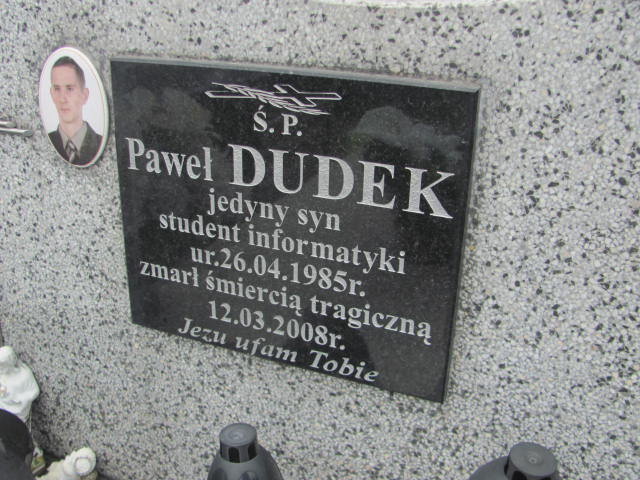 Ś. P.
Paweł DUDEK
jedyny syn
student informatyki
ur.26.04.1985r.
zmarł śmiercią tragiczną
12.03.2008r.
Jezu ufam Tobie